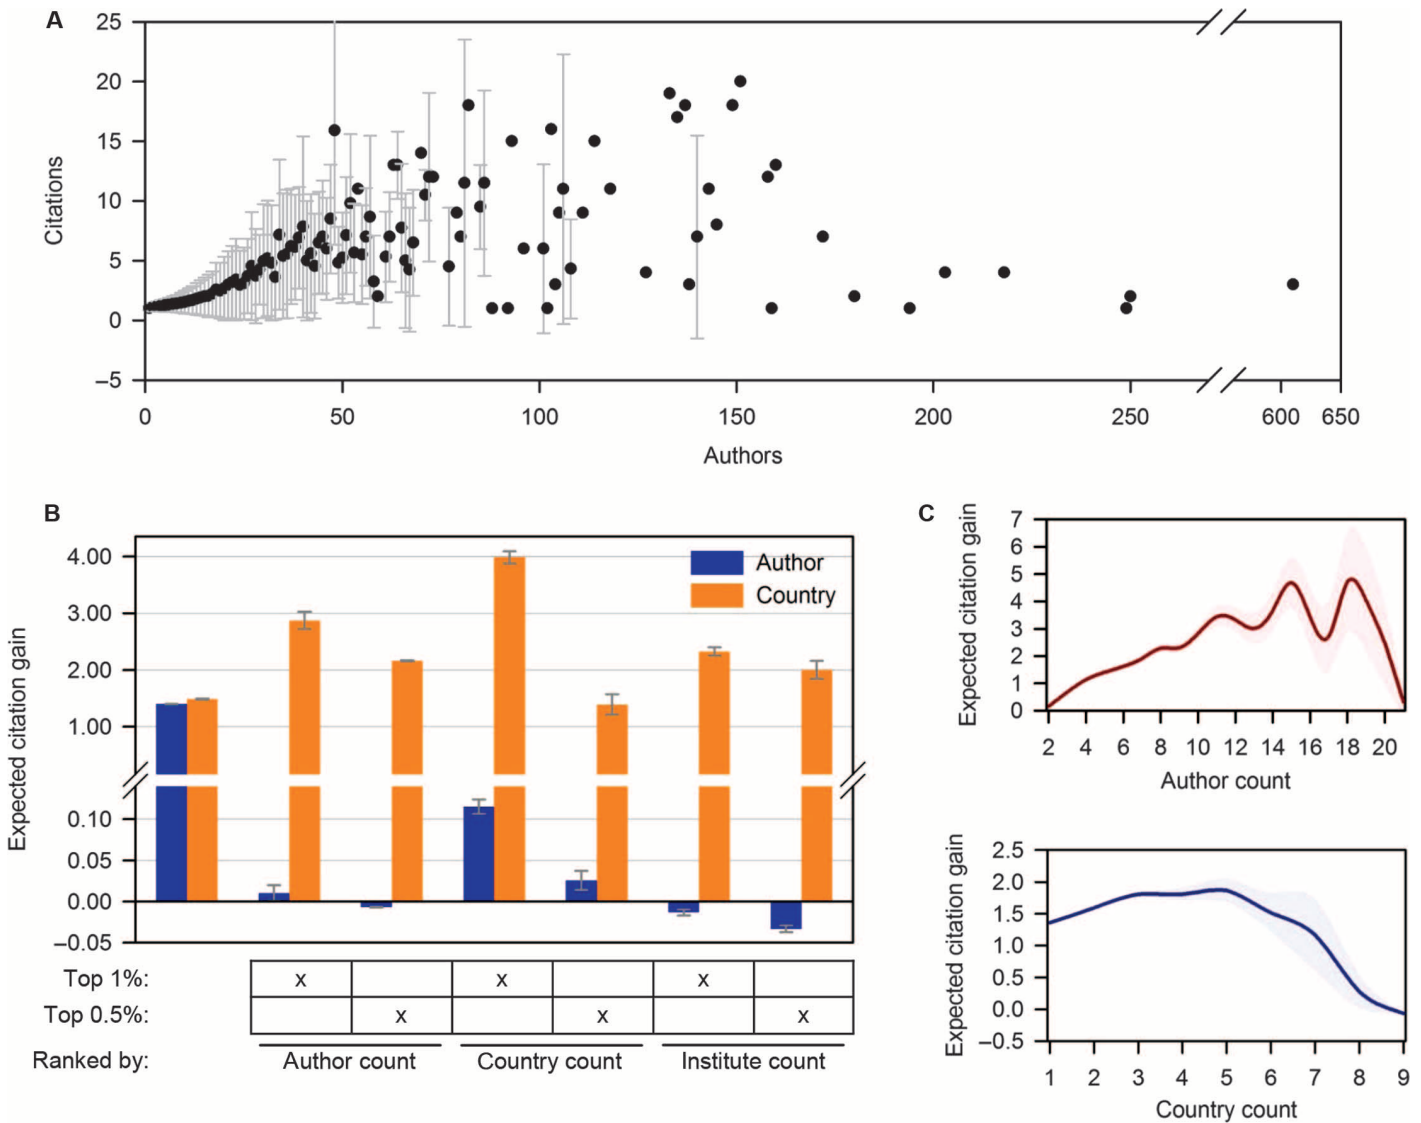 A
Citations
25
20
15
10
5
0
–5
0 50 100 150 200 250 600 650
Authors
B
Expected citation gain
4.00
3.00
2.00
1.00
0.10
0.05
0.00
–0.05
Author
Country
Top 1%: x x x
Top 0.5%: x x x
Ranked by: Author count Country count Institute count
C
Expected citation gain
7
6
5
4
3
2
1
0
2 4 6 8 10 12 14 16 18 20
Author count
Expected citation gain
2.5
2.0
1.5
1.0
0.5
0.0
–0.5
1 2 3 4 5 6 7 8 9
Country count